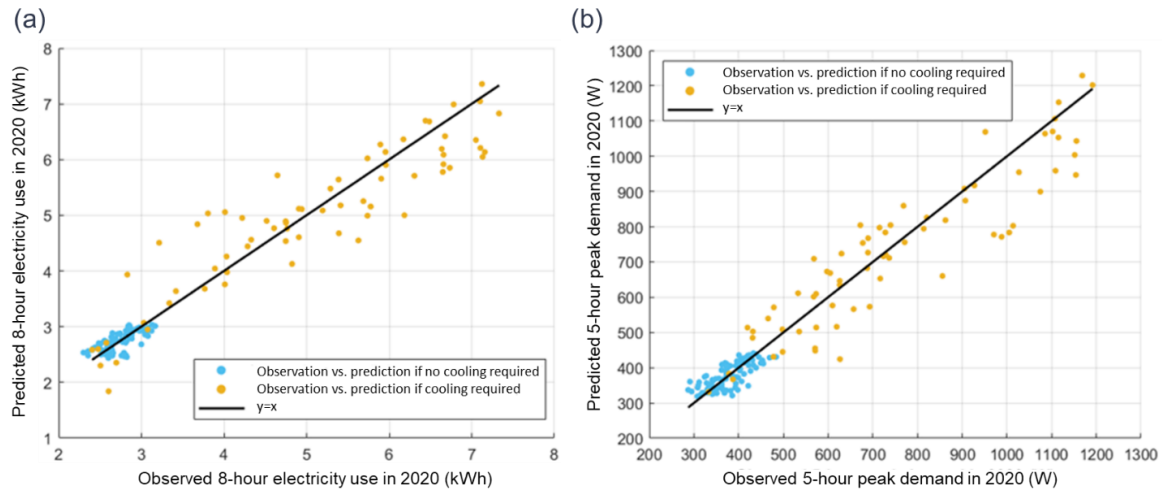 (a)
Predicted 8-hour electricity use in 2020 (kWh)
8
7
6
5
4
3
2
1
2 3 4 5 6 7 8
Observation vs. prediction if no cooling required
Observation vs. prediction if cooling required
y=x
Observed 8-hour electricity use in 2020 (kWh)
(b)
Predicted 5-hour peak demand in 2020 (W)
1300
1200
1100
1000
900
800
700
600
500
400
300
200
200 300 400 500 600 700 800 900 1000 1100 1200 1300
Observation vs. prediction if no cooling required
Observation vs. prediction if cooling required
y=x
Observed 5-hour peak demand in 2020 (W)